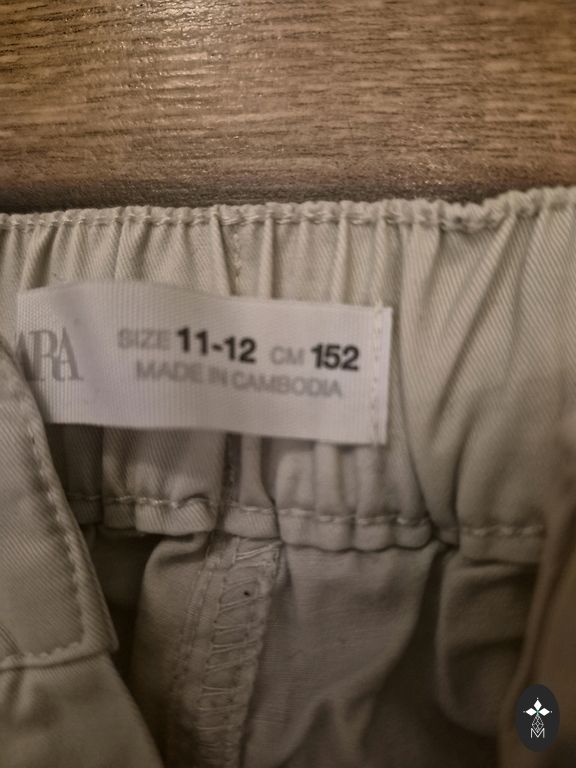 ARA
SIZE 11-12 CM 152
MADE IN CAMBODIA
M